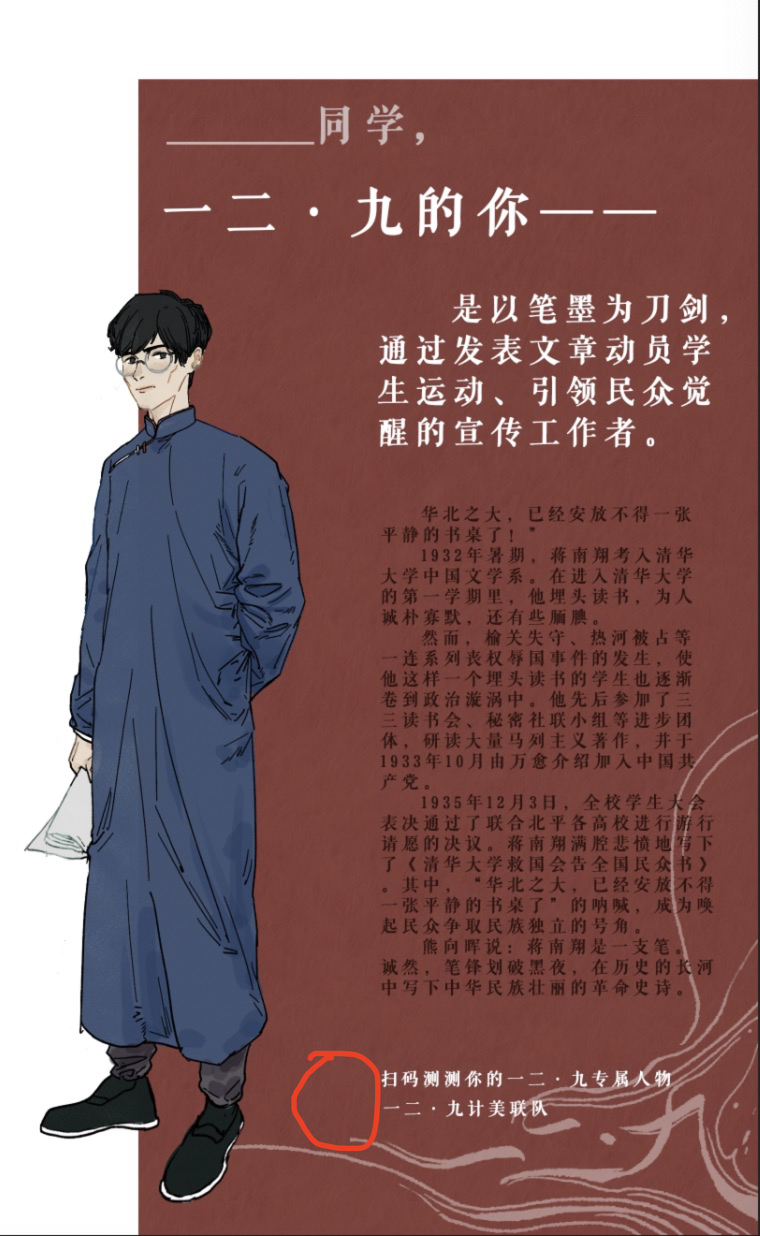 ______同学，
一二·九的你——
是以笔墨为刀剑，
通过发表文章动员学
生运动、引领民众觉
醒的宣传工作者。
华北之大，已经安放不得一张
平静的书桌了！”
1932年暑期，蒋南翔考入清华
大学中国文学系。在进入清华大学
的第一学期里，他埋头读书，为人
诚朴寡默，还有些腼腆。
然而，榆关失守、热河被占等
一连系列丧权辱国事件的发生，使
他这样一个埋头读书的学生也逐渐
卷到政治漩涡中。他先后参加了三
三读书会、秘密社联小组等进步团
体，研读大量马列主义著作，并于
1933年10月由万愈介绍加入中国共
产党。
1935年12月3日，全校学生大会
表决通过了联合北平各高校进行游行
请愿的决议。蒋南翔满腔悲愤地写下
了《清华大学救国会告全国民众书》
。其中，“华北之大，已经安放不得
一张平静的书桌了”的呐喊，成为唤
起民众争取民族独立的号角。
熊向晖说：蒋南翔是一支笔。
诚然，笔锋划破黑夜，在历史的长河
中写下中华民族壮丽的革命史诗。
扫码测测你的一二·九专属人物
一二·九计美联队
一二·九